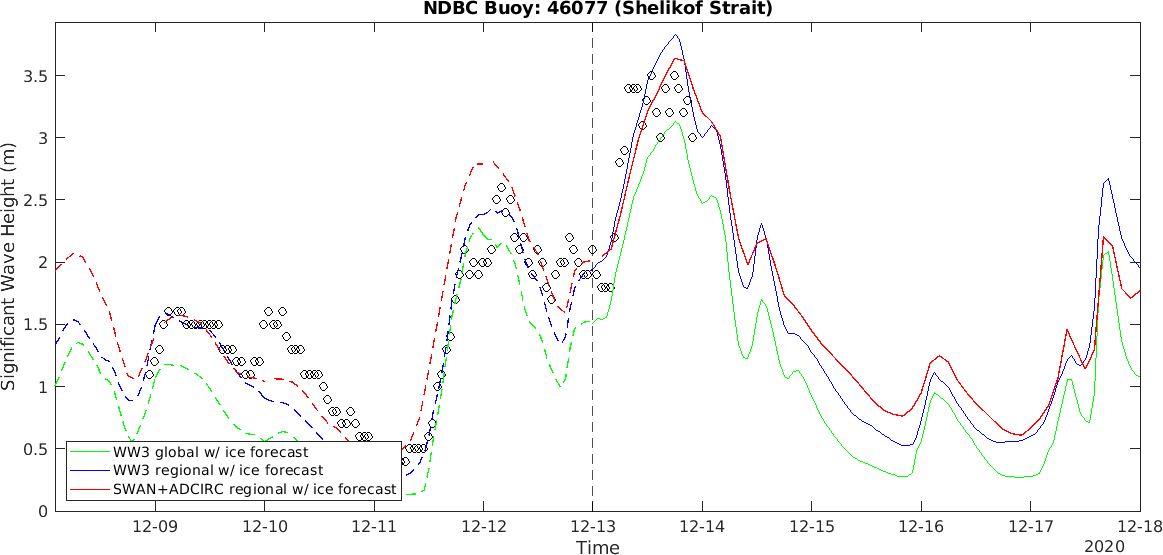 NDBC Buoy: 46077 (Shelikof Strait)
Significant Wave Height (m)
3.5
3
2.5
2
1.5
1
0.5
0
WW3 global w/ ice forecast
WW3 regional w/ ice forecast
SWAN+ADCIRC regional w/ ice forecast
12-09 12-10 12-11 12-12 12-13 12-14 12-15 12-16 12-17 12-18
Time
2020